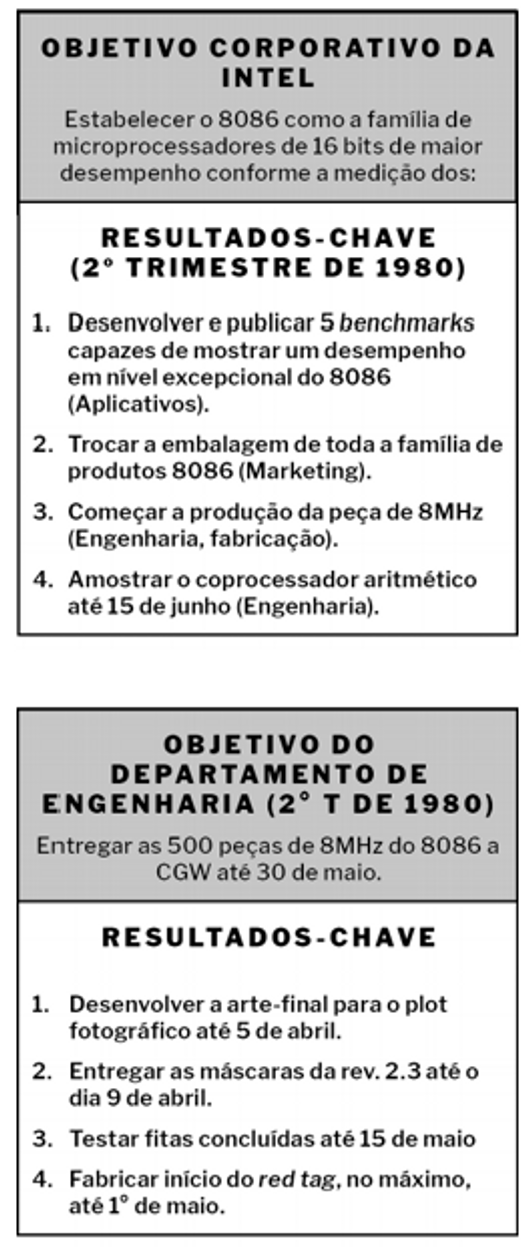 OBJETIVO CORPORATIVO DA
INTEL
Estabelecer o 8086 como a família de
microprocessadores de 16 bits de maior
desempenho conforme a medição dos:
RESULTADOS-CHAVE
(2º TRIMESTRE DE 1980)
1. Desenvolver e publicar 5 benchmarks
capazes de mostrar um desempenho
em nível excepcional do 8086
(Aplicativos).
2. Trocar a embalagem de toda a família de
produtos 8086 (Marketing).
3. Começar a produção da peça de 8MHz
(Engenharia, fabricação).
4. Amostrar o coprocessador aritmético
até 15 de junho (Engenharia).
OBJETIVO DO
DEPARTAMENTO DE
ENGENHARIA (2° T DE 1980)
Entregar as 500 peças de 8MHz do 8086 a
CGW até 30 de maio.
RESULTADOS-CHAVE
1. Desenvolver a arte-final para o plot
fotográfico até 5 de abril.
2. Entregar as máscaras da rev. 2.3 até o
dia 9 de abril.
3. Testar fitas concluídas até 15 de maio
4. Fabricar início do red tag, no máximo,
até 1º de maio.